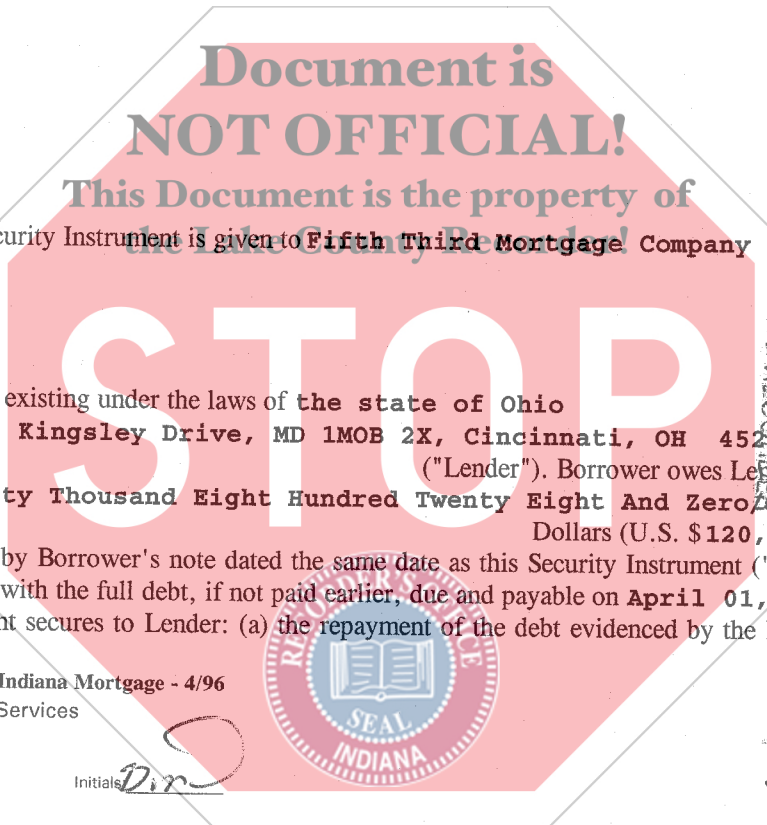 Document is
NOT OFFICIAL!
This Document is the property of
the Lake County Recorder!
curity Instrument is given to Fifth Third Mortgage Company
STOP
existing under the laws of the state of Ohio
Kingsley Drive, MD 1MOB 2X, Cincinnati, OH 452
("Lender"). Borrower owes Le
ty Thousand Eight Hundred Twenty Eight And Zero/
Dollars (U.S. $120,
by Borrower's note dated the same date as this Security Instrument ("
with the full debt, if not paid earlier, due and payable on April 01,
nt secures to Lender: (a) the repayment of the debt evidenced by the
RECORDER'S OFFICE
SEAL
INDIANA
Indiana Mortgage - 4/96
Services
Initials